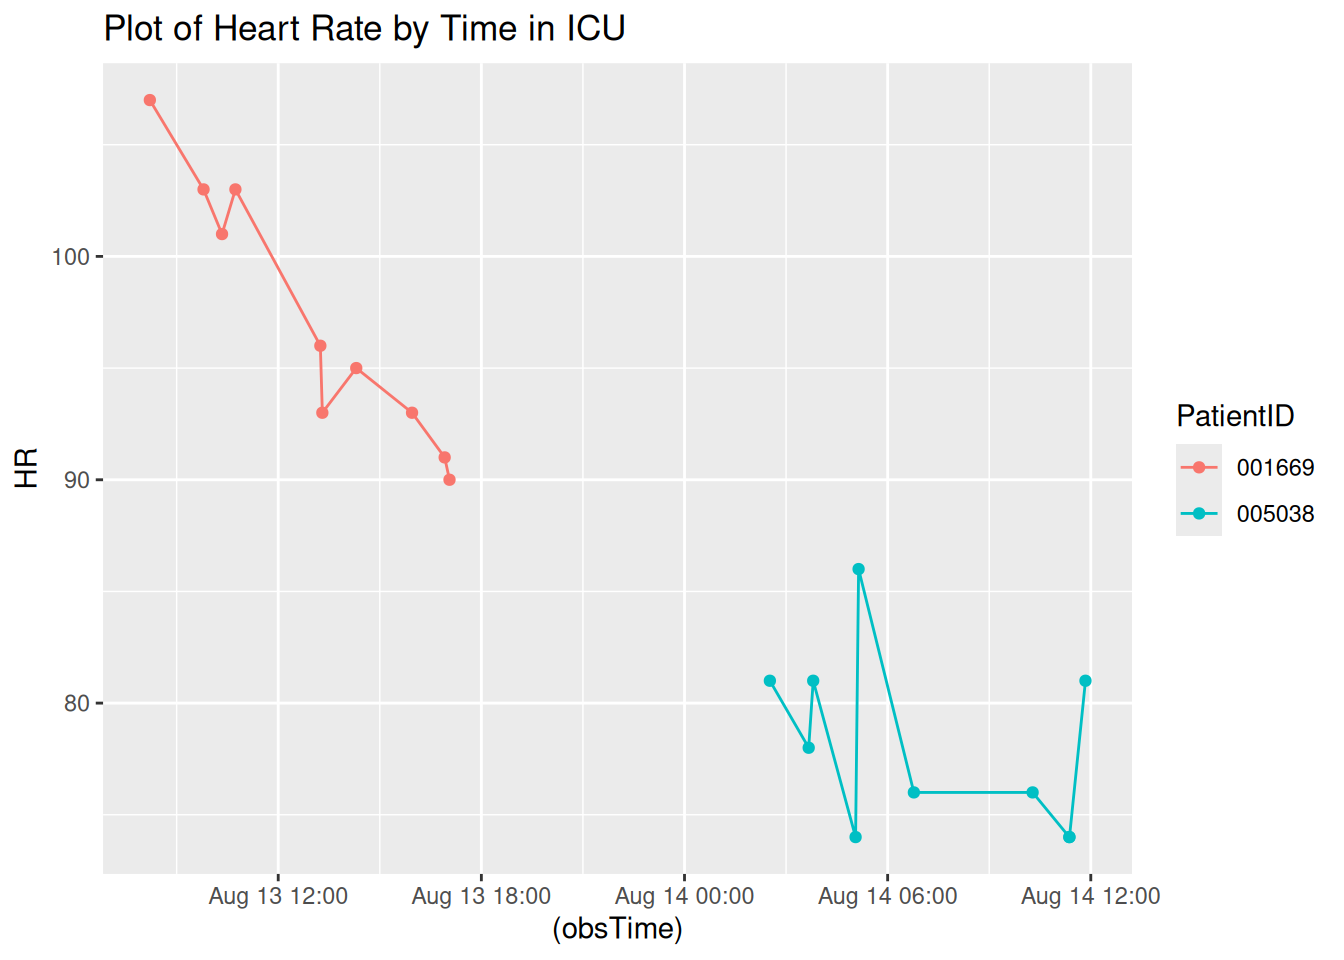 Plot of Heart Rate by Time in ICU
HR
100
90
80
Aug 13 12:00
Aug 13 18:00
Aug 14 00:00
Aug 14 06:00
Aug 14 12:00
(obsTime)
PatientID
001669
005038